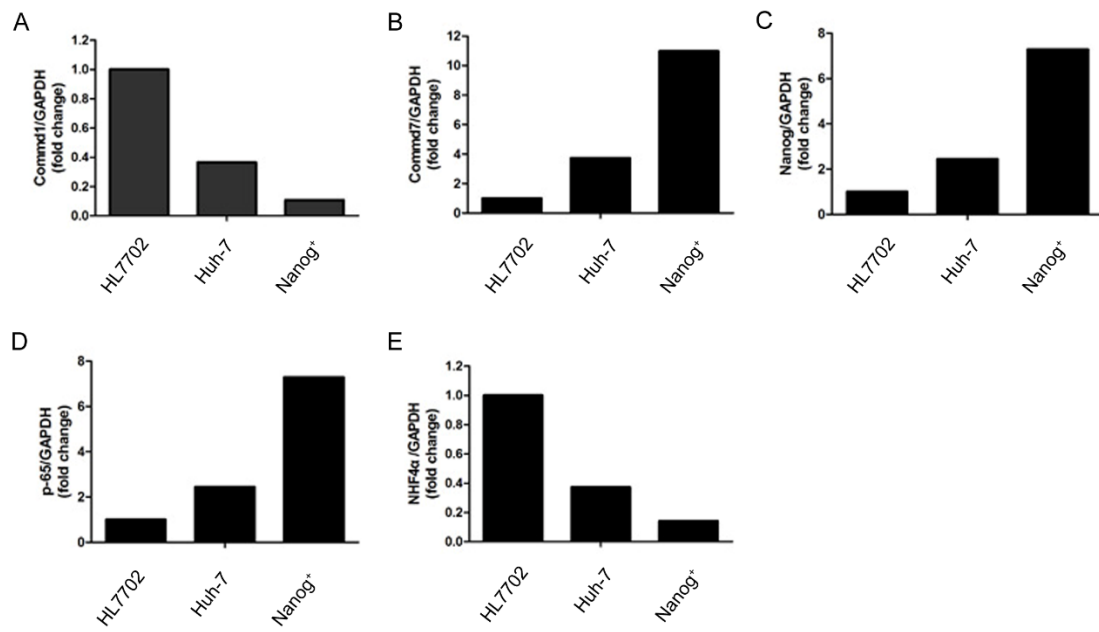 A
Commd1/GAPDH
(fold change)
1.2
1.0
0.8
0.6
0.4
0.2
0.0
HL7702
Huh-7
Nanog⁺
B
Commd7/GAPDH
(fold change)
12
10
8
6
4
2
0
HL7702
Huh-7
Nanog⁺
C
Nanog/GAPDH
(fold change)
8
6
4
2
0
HL7702
Huh-7
Nanog⁺
D
p-65/GAPDH
(fold change)
8
6
4
2
0
HL7702
Huh-7
Nanog⁺
E
NHF4α/GAPDH
(fold change)
1.2
1.0
0.8
0.6
0.4
0.2
0.0
HL7702
Huh-7
Nanog⁺